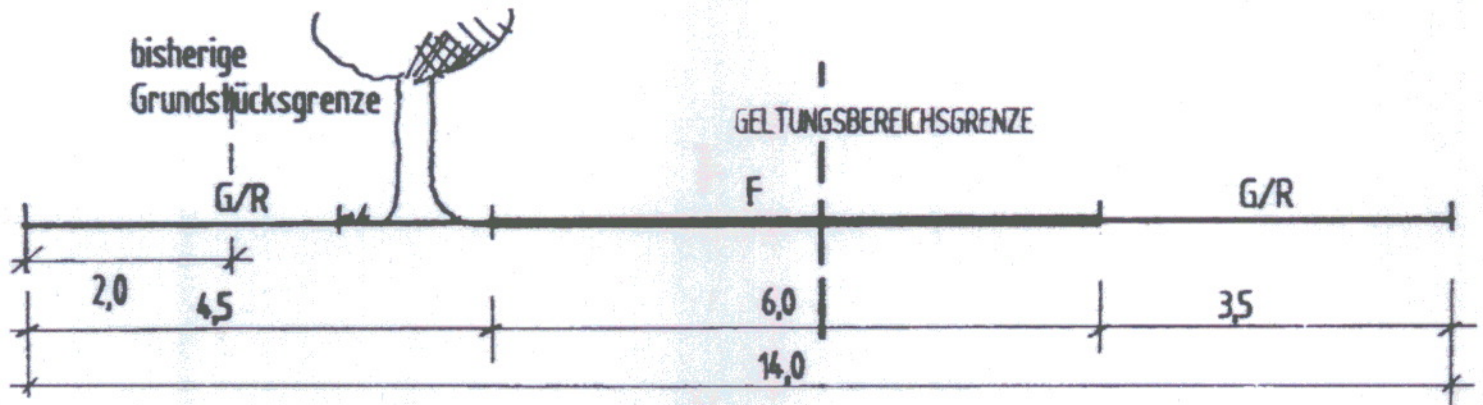 bisherige
Grundstücksgrenze
GELTUNGSBEREICHSGRENZE
G/R
F
G/R
2,0
4,5
6,0
3,5
14,0